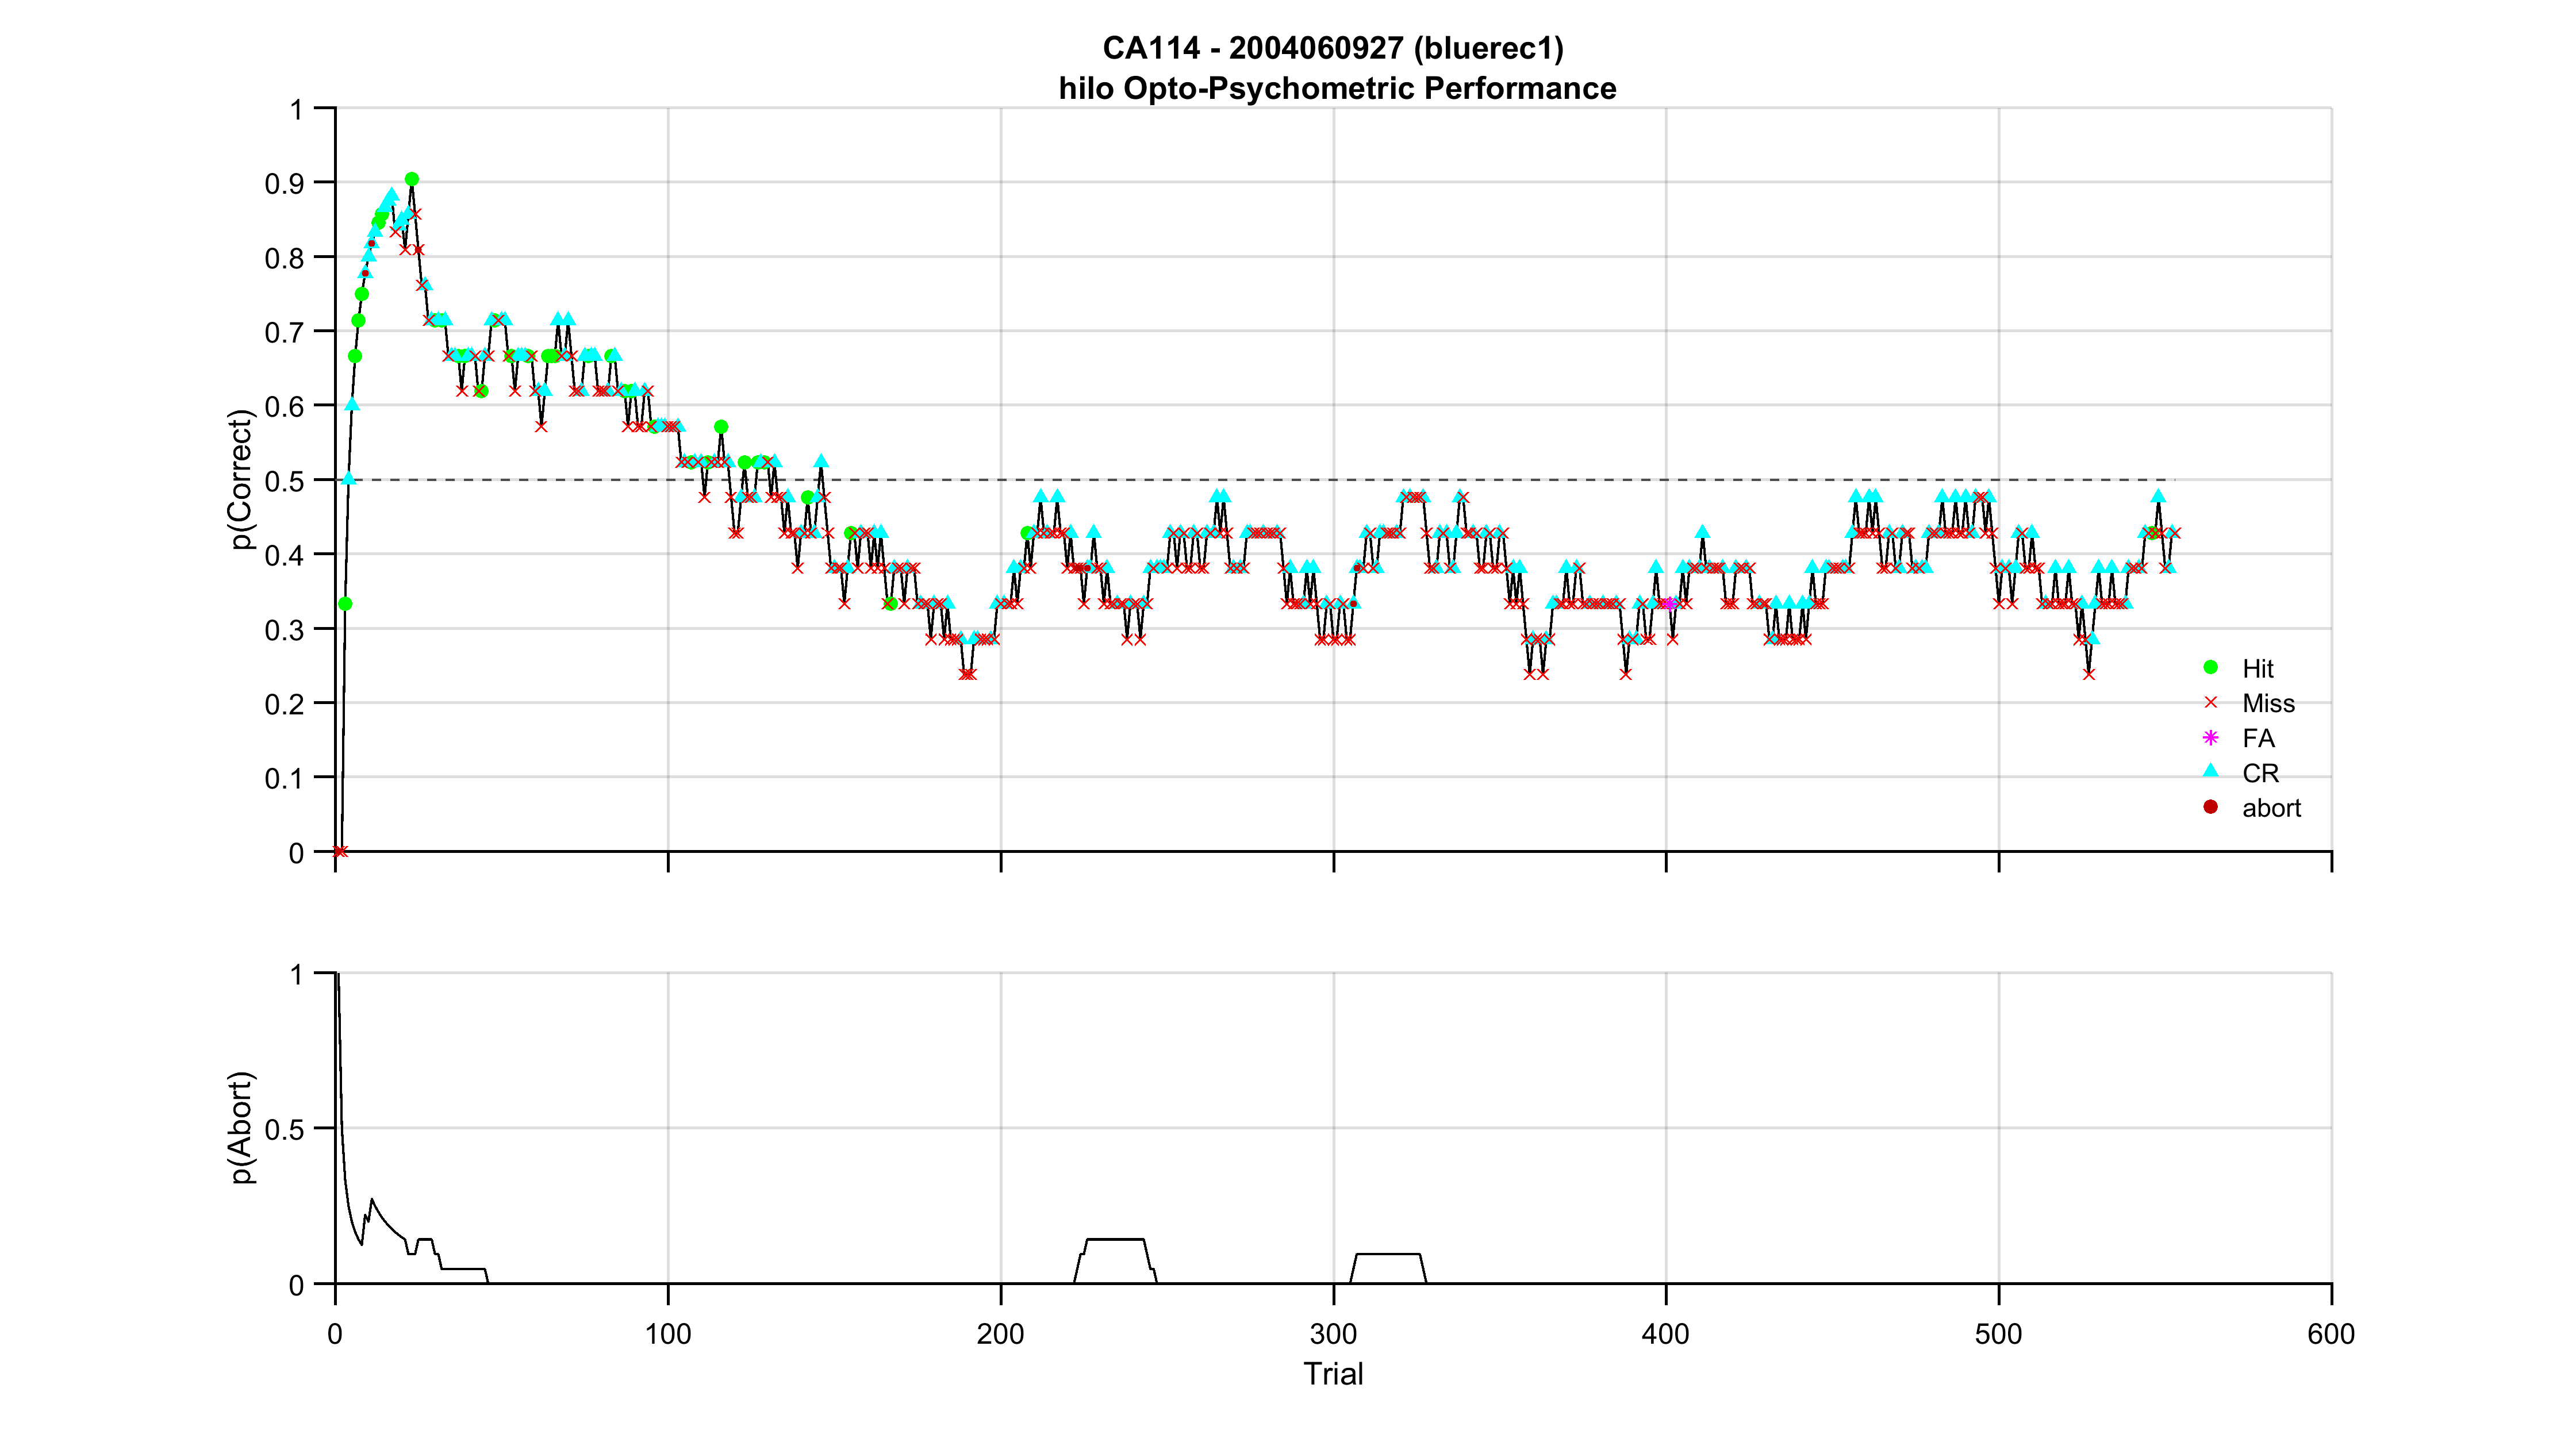 CA114 - 2004060927 (bluerec1)
hilo Opto-Psychometric Performance
1
0.9
0.8
0.7
0.6
0.5
0.4
0.3
0.2
0.1
0
p(Correct)
Hit
Miss
FA
CR
abort
1
0.5
0
p(Abort)
0 100 200 300 400 500 600
Trial